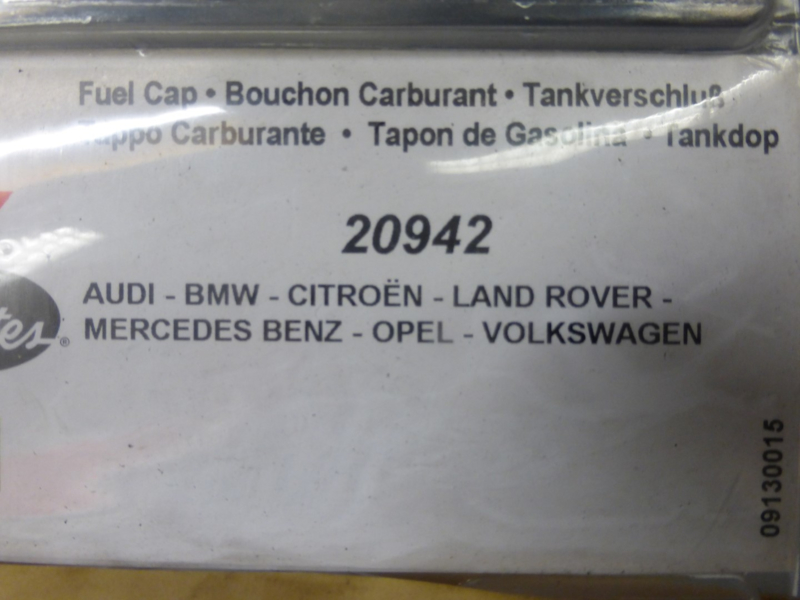 Fuel Cap • Bouchon Carburant • Tankverschluß •
Tappo Carburante • Tapon de Gasolina • Tankdop
20942
AUDI - BMW - CITROËN - LAND ROVER -
tes®
MERCEDES BENZ - OPEL - VOLKSWAGEN
09130015